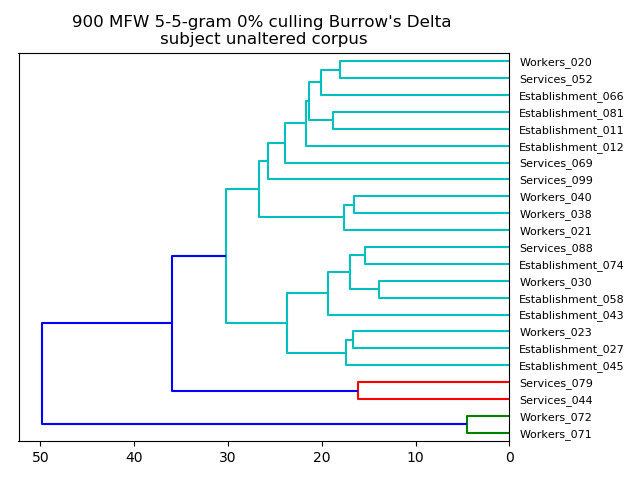 900 MFW 5-5-gram 0% culling Burrow's Delta
subject unaltered corpus
Workers_020
Services_052
Establishment_066
Establishment_081
Establishment_011
Establishment_012
Services_069
Services_099
Workers_040
Workers_038
Workers_021
Services_088
Establishment_074
Workers_030
Establishment_058
Establishment_043
Workers_023
Establishment_027
Establishment_045
Services_079
Services_044
Workers_072
Workers_071
50 40 30 20 10 0